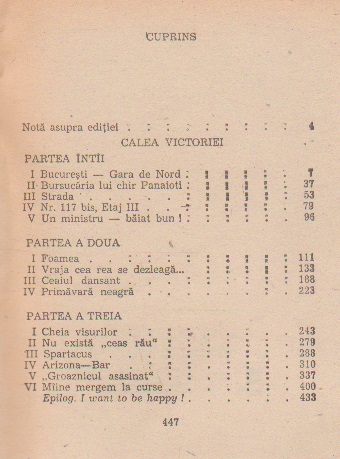 CUPRINS
Notă asupra ediției . . . . . . . . . 4
CALEA VICTORIEI
PARTEA ÎNTÎI
I București — Gara de Nord . . . . . . 7
II Bursucăria lui chir Panaioti . . . . . 37
III Strada . . . . . . . . . . 53
IV Nr. 117 bis, Etaj III . . . . . . . 79
V Un ministru — băiat bun ! . . . . . . 96
PARTEA A DOUA
I Foamea . . . . . . . . . . 111
II Vraja cea rea se dezleagă... . . . . . 133
III Ceaiul dansant . . . . . . . . 188
IV Primăvară neagră . . . . . . . . 223
PARTEA A TREIA
I Cheia visurilor . . . . . . . . 243
II Nu există „ceas rău“ . . . . . . . 279
III Spartacus . . . . . . . . . 288
IV Arizona—Bar . . . . . . . . . 310
V „Groaznicul asasinat“ . . . . . . . 337
VI Mîine mergem la curse . . . . . . . 400
Epilog. I want to be happy ! . . . . . 433
447